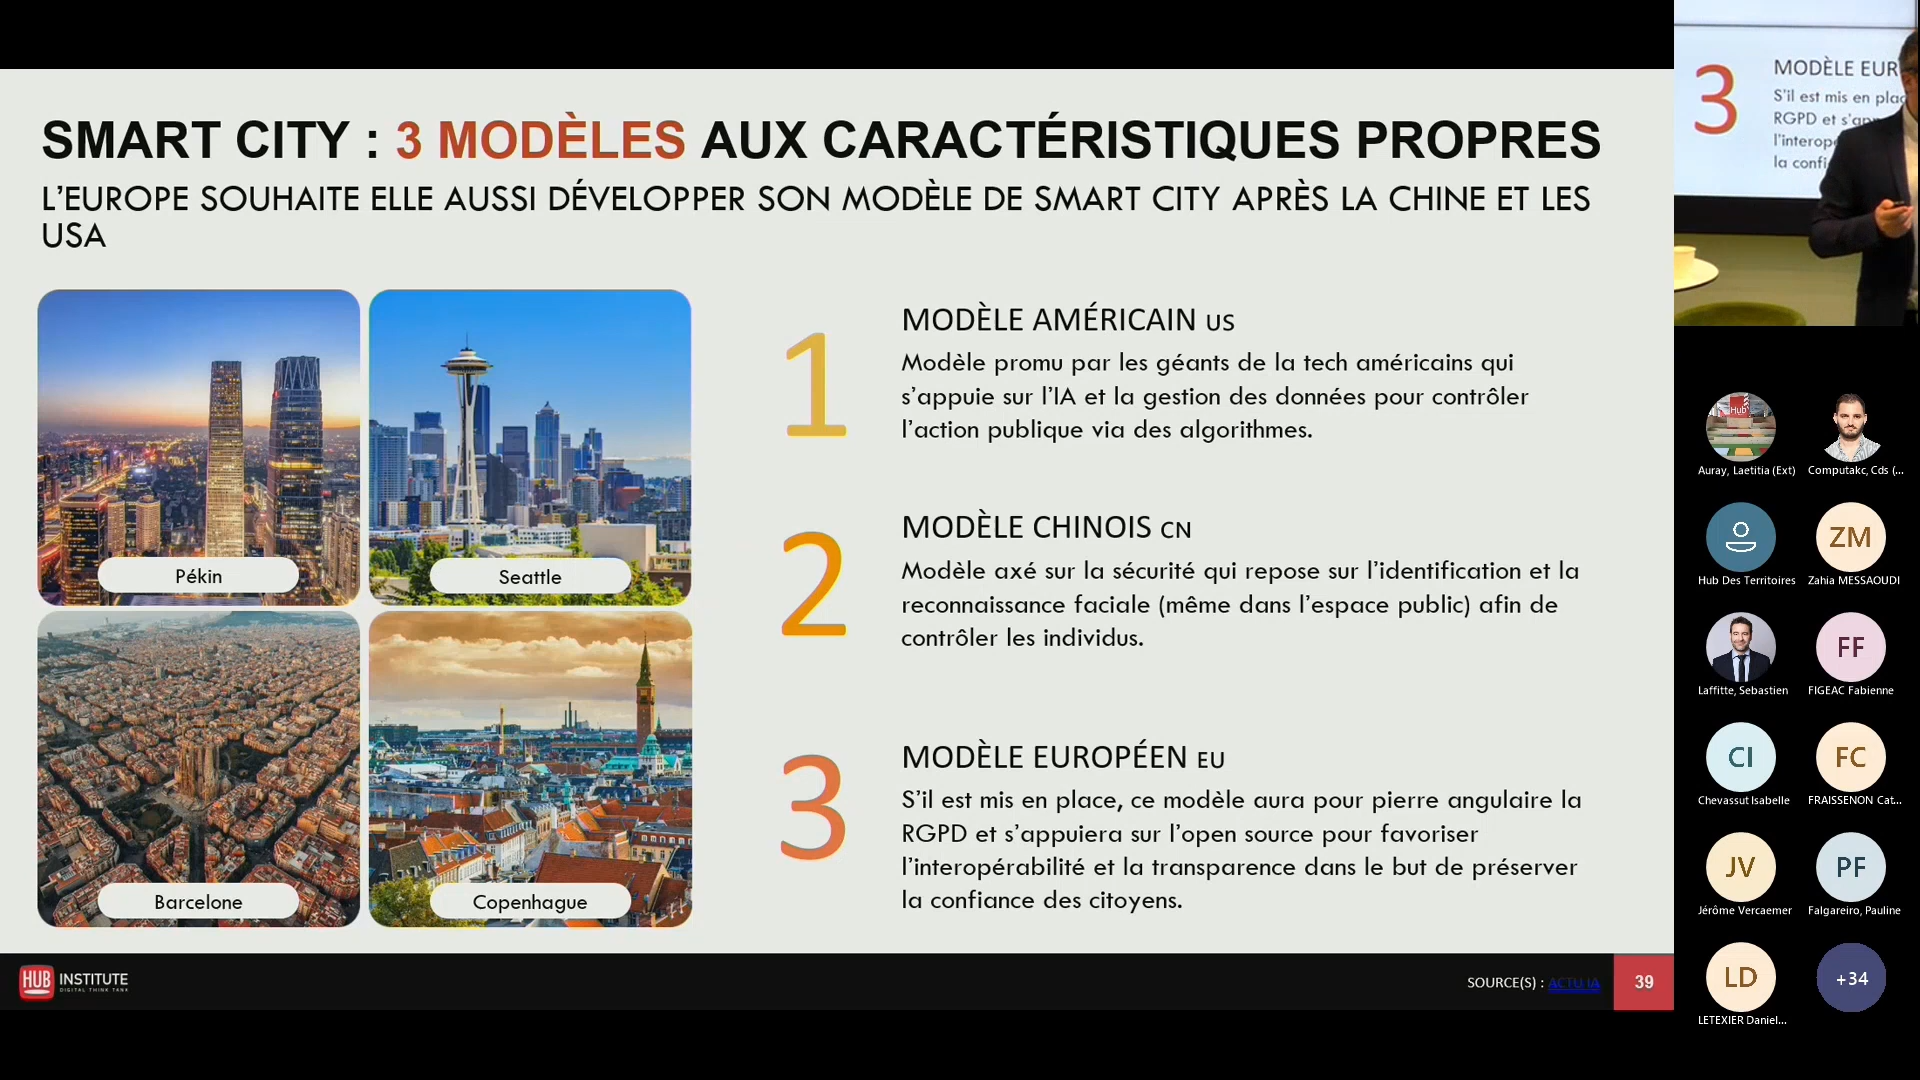 SMART CITY : 3 MODÈLES AUX CARACTÉRISTIQUES PROPRES
L'EUROPE SOUHAITE ELLE AUSSI DÉVELOPPER SON MODÈLE DE SMART CITY APRÈS LA CHINE ET LES
USA
Pékin
Seattle
Barcelone
Copenhague
1
MODÈLE AMÉRICAIN US
Modèle promu par les géants de la tech américains qui
s'appuie sur l'IA et la gestion des données pour contrôler
l'action publique via des algorithmes.
2
MODÈLE CHINOIS CN
Modèle axé sur la sécurité qui repose sur l'identification et la
reconnaissance faciale (même dans l'espace public) afin de
contrôler les individus.
3
MODÈLE EUROPÉEN EU
S'il est mis en place, ce modèle aura pour pierre angulaire la
RGPD et s'appuiera sur l'open source pour favoriser
l'interopérabilité et la transparence dans le but de préserver
la confiance des citoyens.
HUB INSTITUTE
DIGITAL THINK TANK
SOURCE(S) : ACTU IA
39
3
MODÈLE EUR
S'il est mis en plac
RGPD et s'app
l'interop
la confi
Hub
Auray, Laetitia (Ext)
Computakc, Cds (...
Hub Des Territoires
ZM
Zahia MESSAOUDI
Laffitte, Sebastien
FF
FIGEAC Fabienne
CI
Chevassut Isabelle
FC
FRAISSENON Cat...
JV
Jérôme Vercaemer
PF
Falgareiro, Pauline
LD
LETEXIER Daniel...
+34